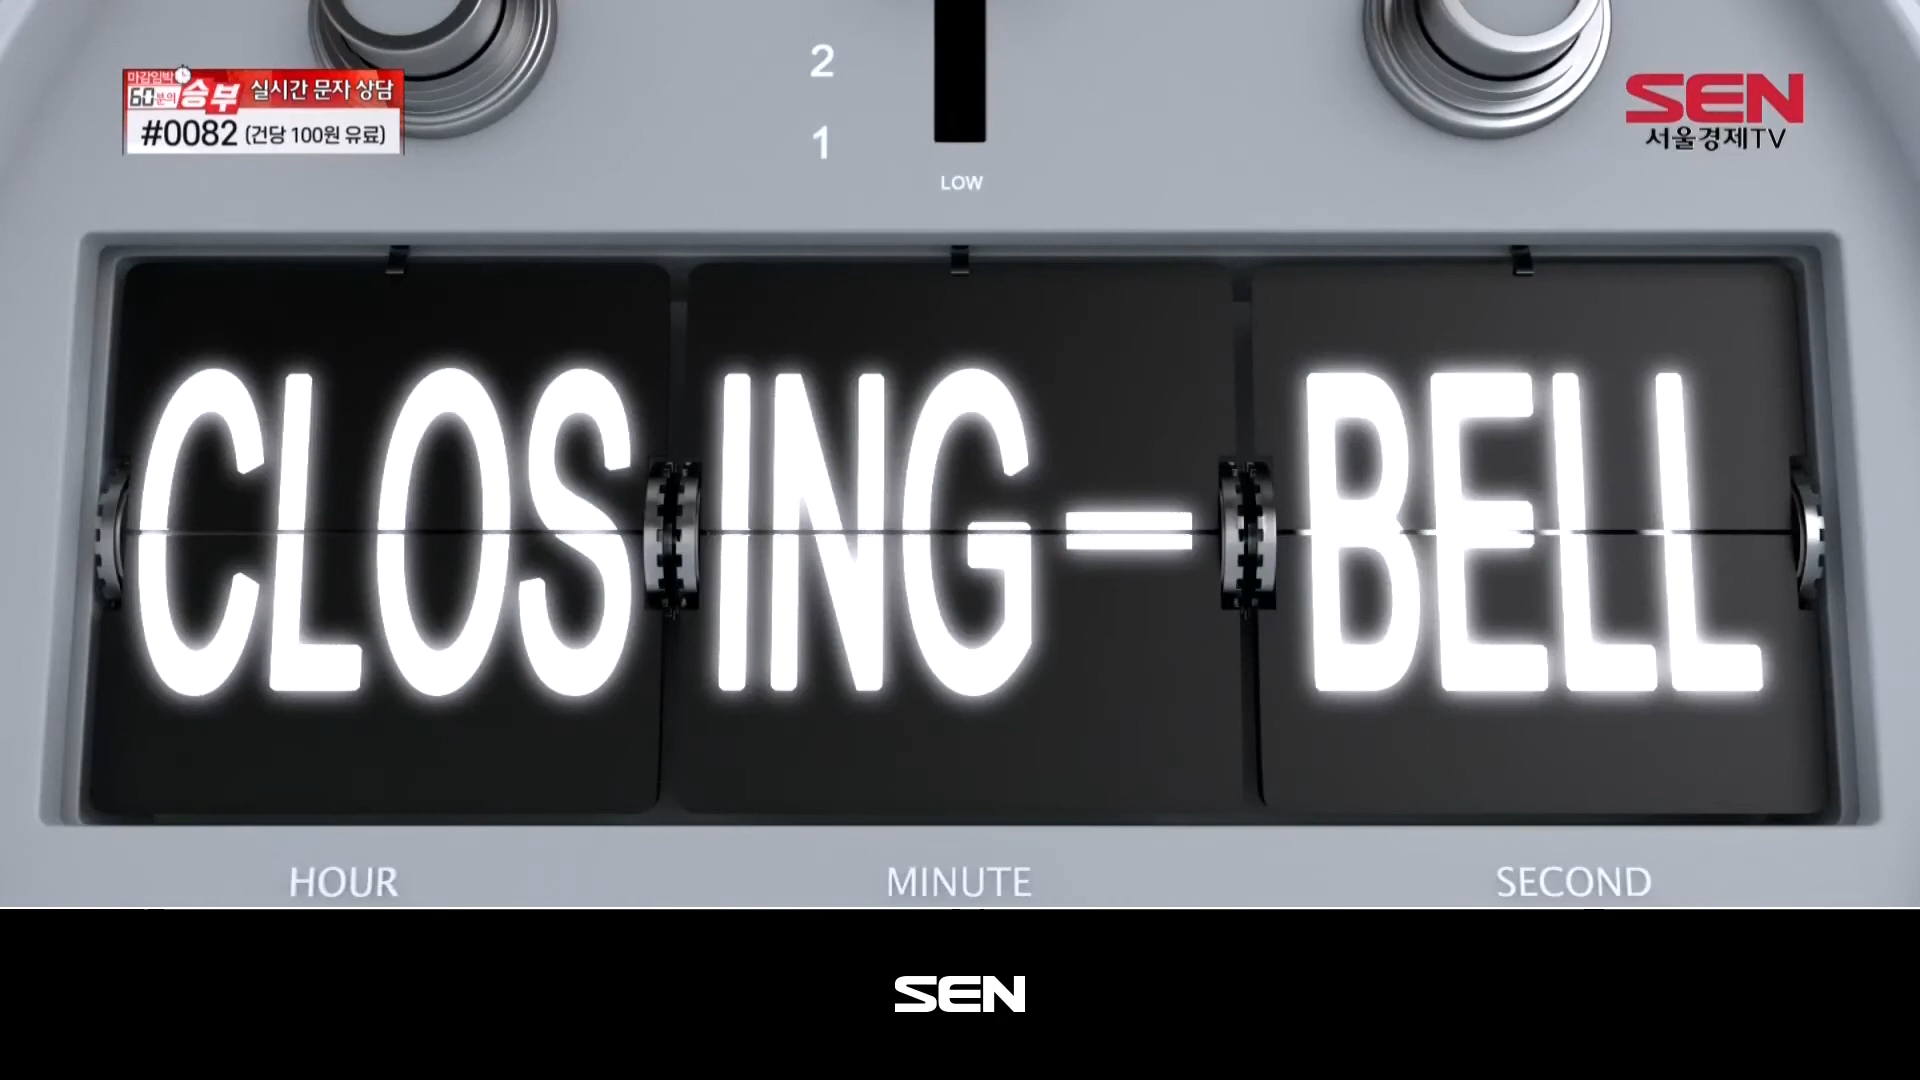 마감임박
60분의 승부 실시간 문자 상담
#0082 (건당 100원 유료)
2
1
LOW
SEN
서울경제TV
CLOSING-BELL
HOUR MINUTE SECOND
SEN